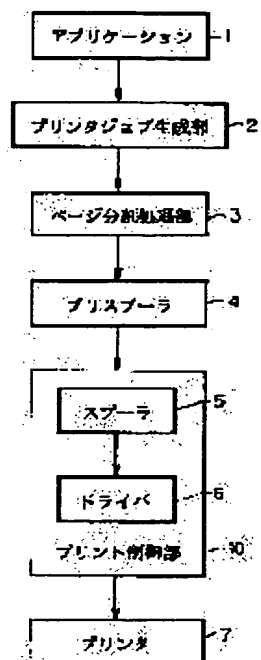 アプリケーション
1
プリンタジョブ生成部
2
ページ分割処理部
3
プリスプーラ
4
スプーラ
5
ドライバ
6
プリント制御部
10
プリンタ
7